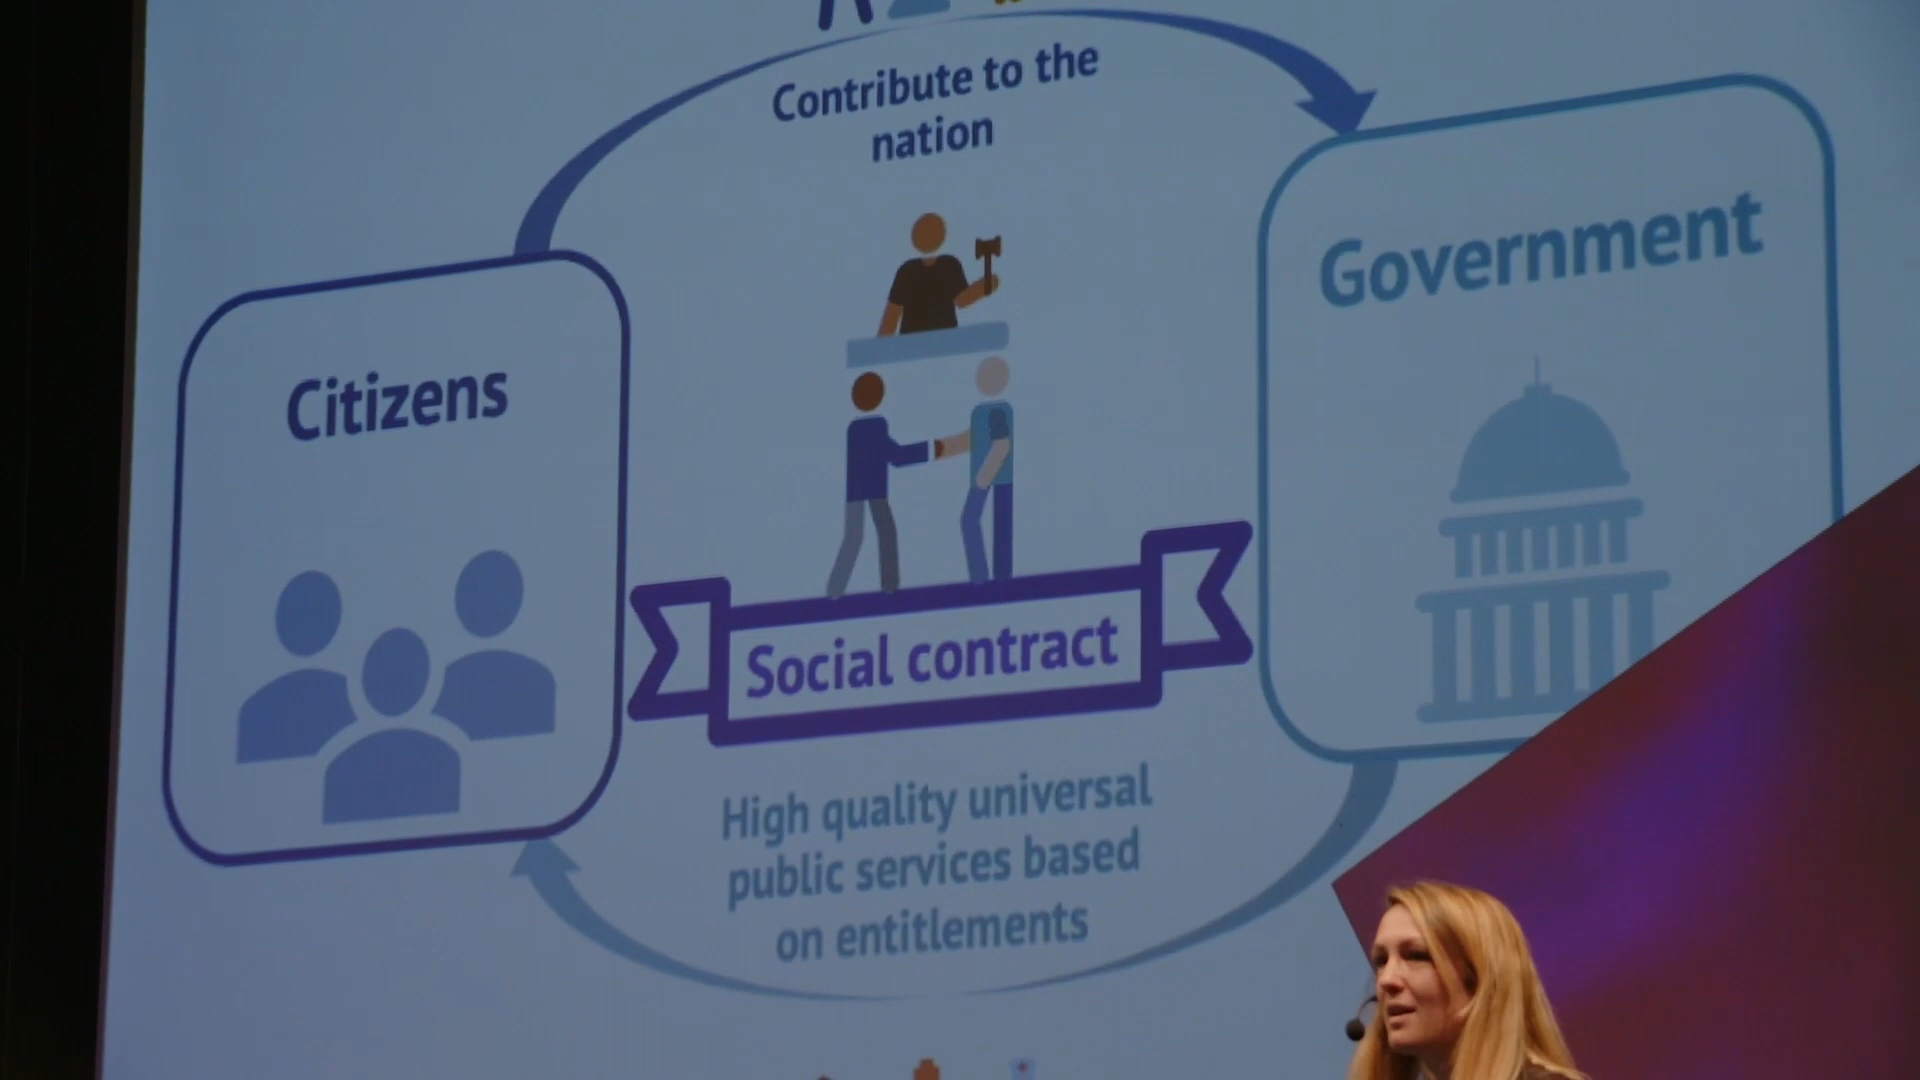 Contribute to the
nation
Citizens
Government
Social contract
High quality universal
public services based
on entitlements